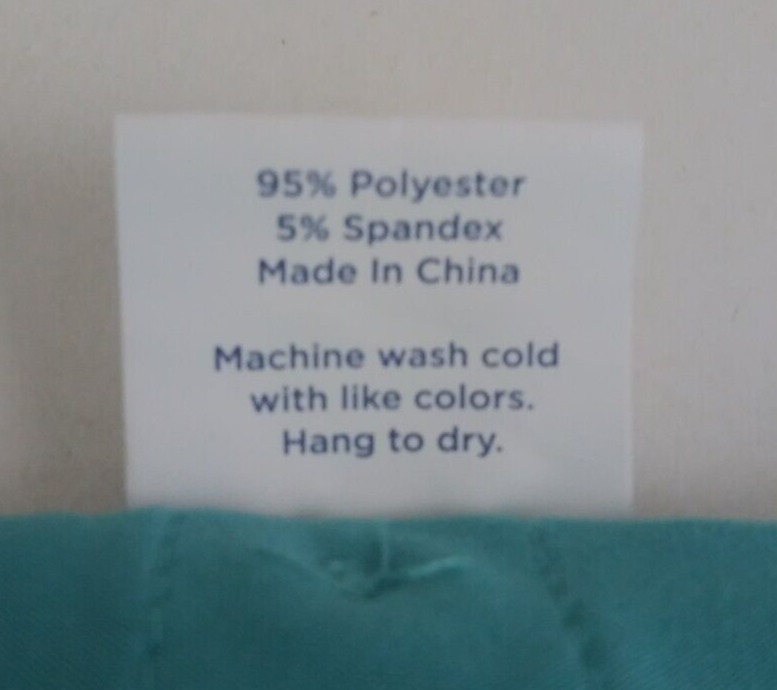 95% Polyester
5% Spandex
Made In China
Machine wash cold
with like colors.
Hang to dry.